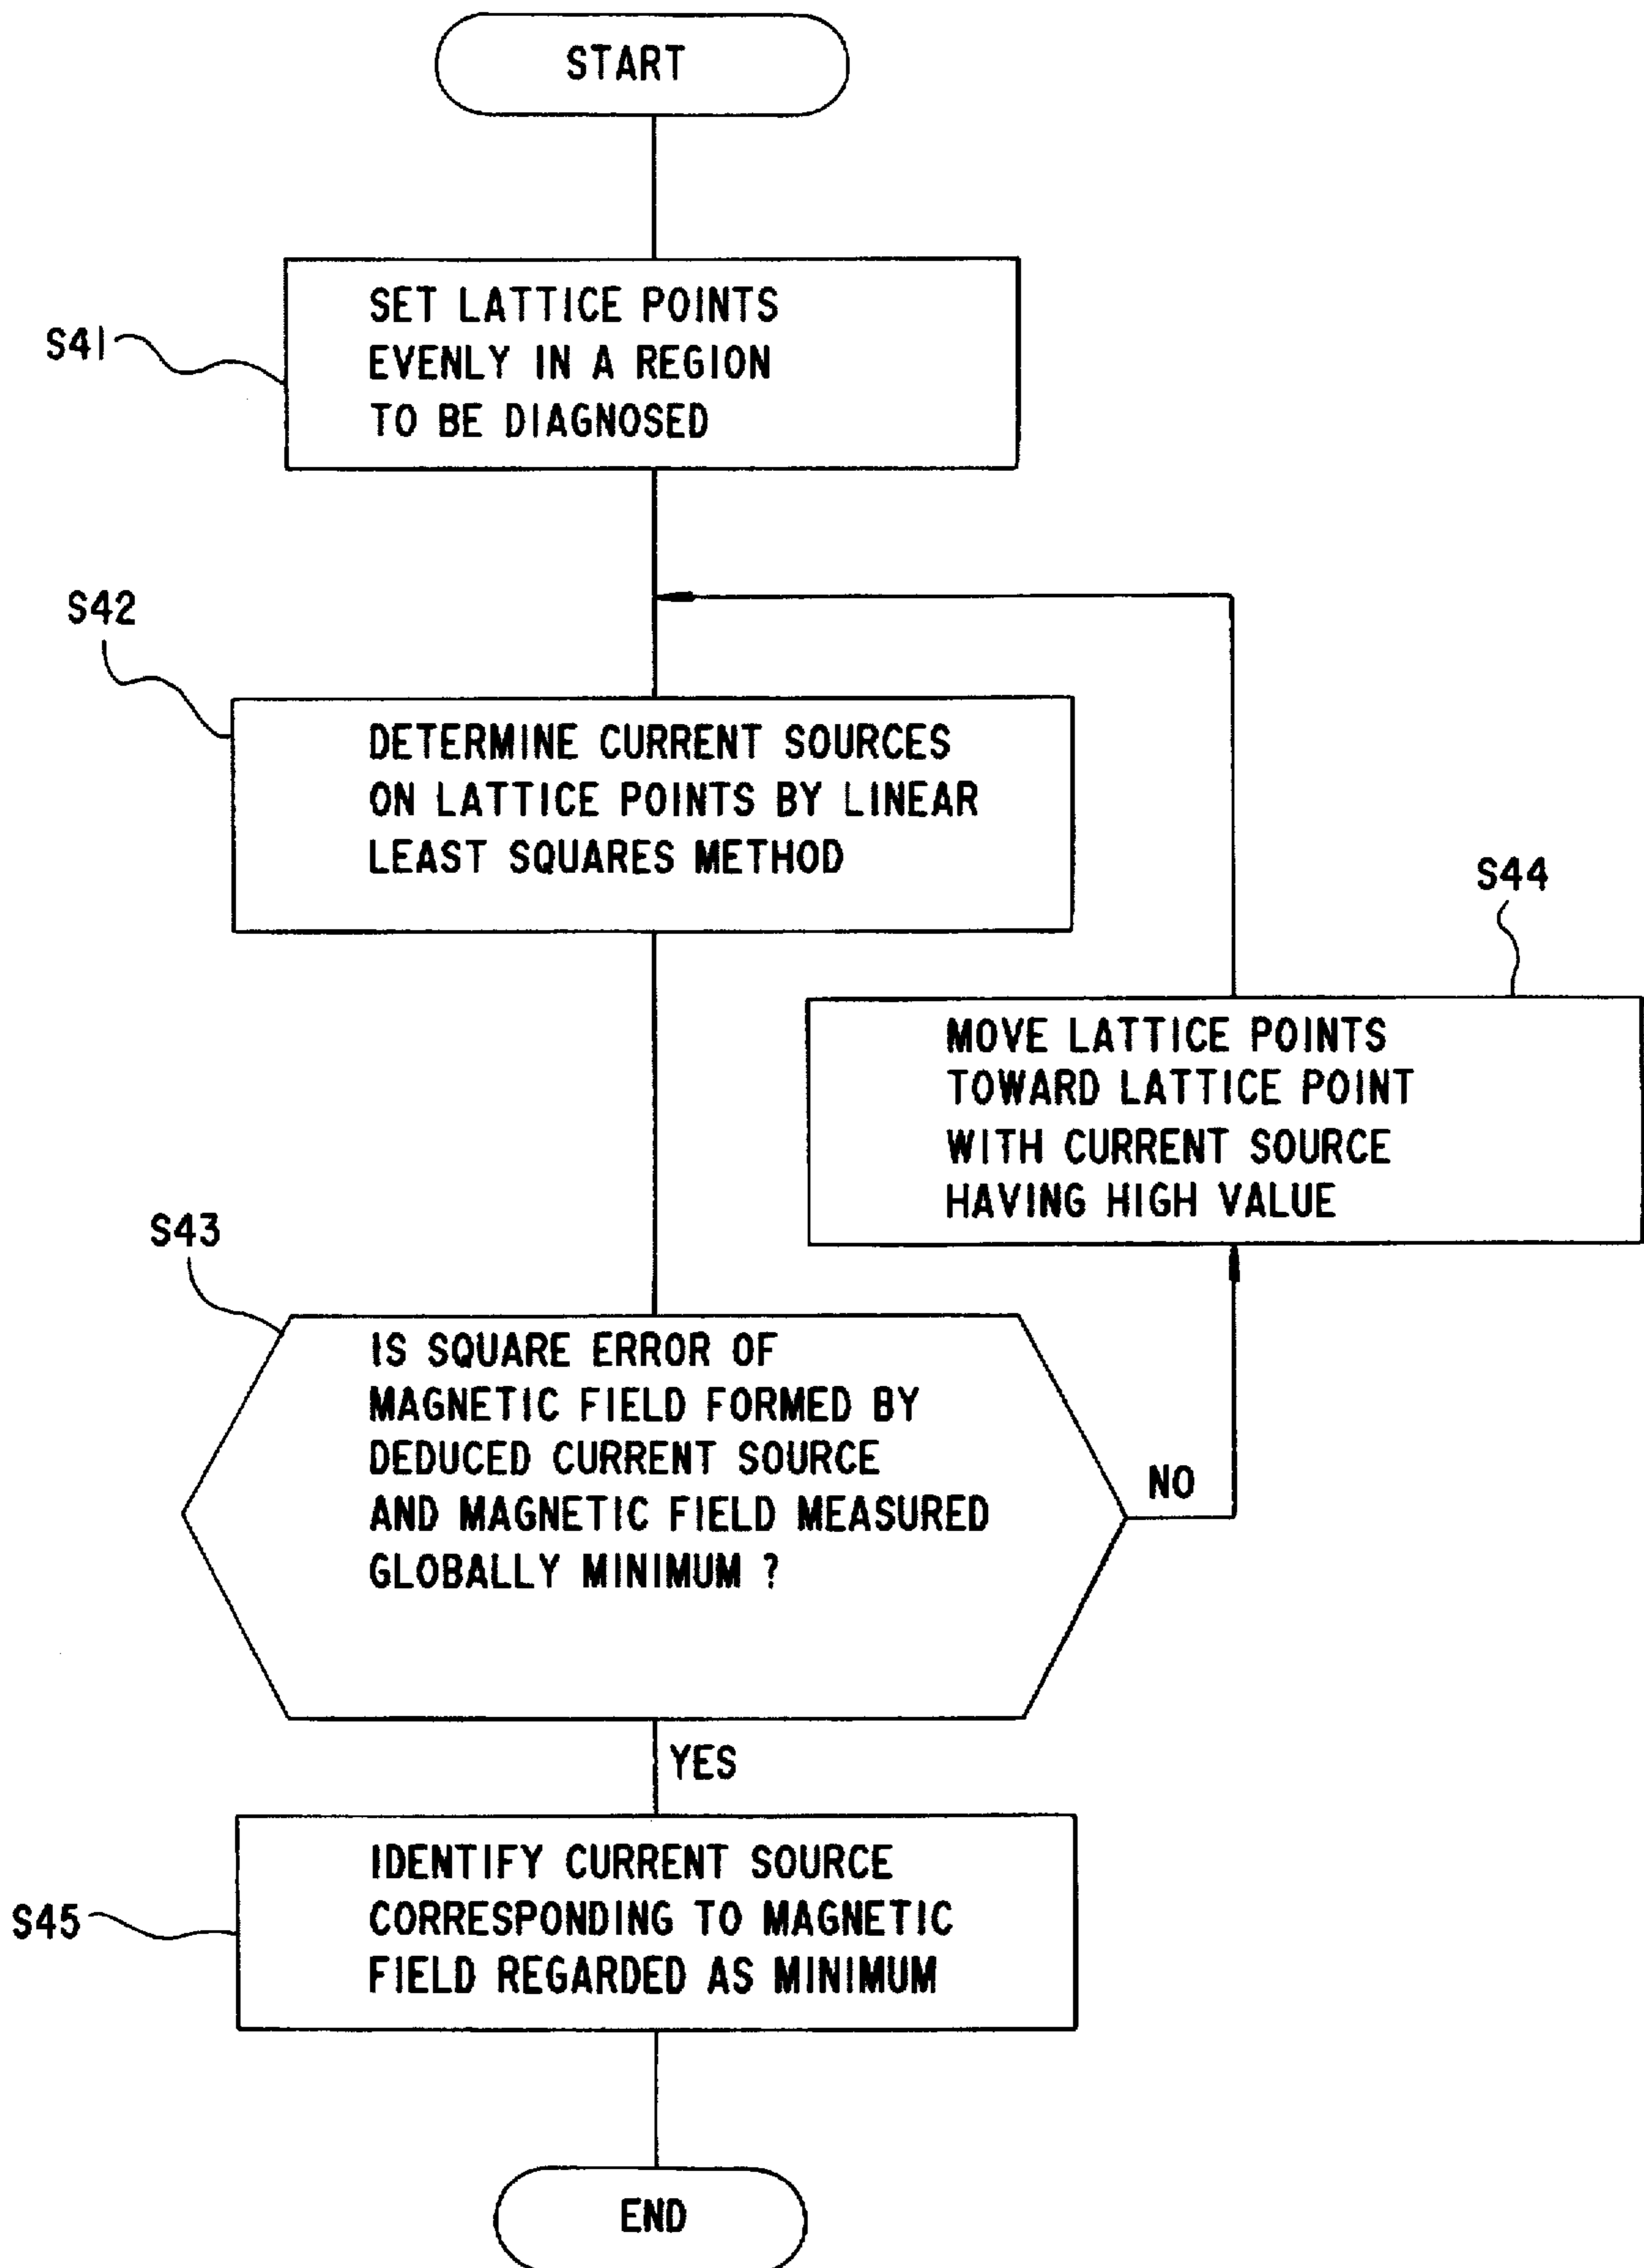 START
S41
SET LATTICE POINTS
EVENLY IN A REGION
TO BE DIAGNOSED
S42
DETERMINE CURRENT SOURCES
ON LATTICE POINTS BY LINEAR
LEAST SQUARES METHOD
S44
MOVE LATTICE POINTS
TOWARD LATTICE POINT
WITH CURRENT SOURCE
HAVING HIGH VALUE
S43
IS SQUARE ERROR OF
MAGNETIC FIELD FORMED BY
DEDUCED CURRENT SOURCE
AND MAGNETIC FIELD MEASURED
GLOBALLY MINIMUM ?
NO
YES
S45
IDENTIFY CURRENT SOURCE
CORRESPONDING TO MAGNETIC
FIELD REGARDED AS MINIMUM
END